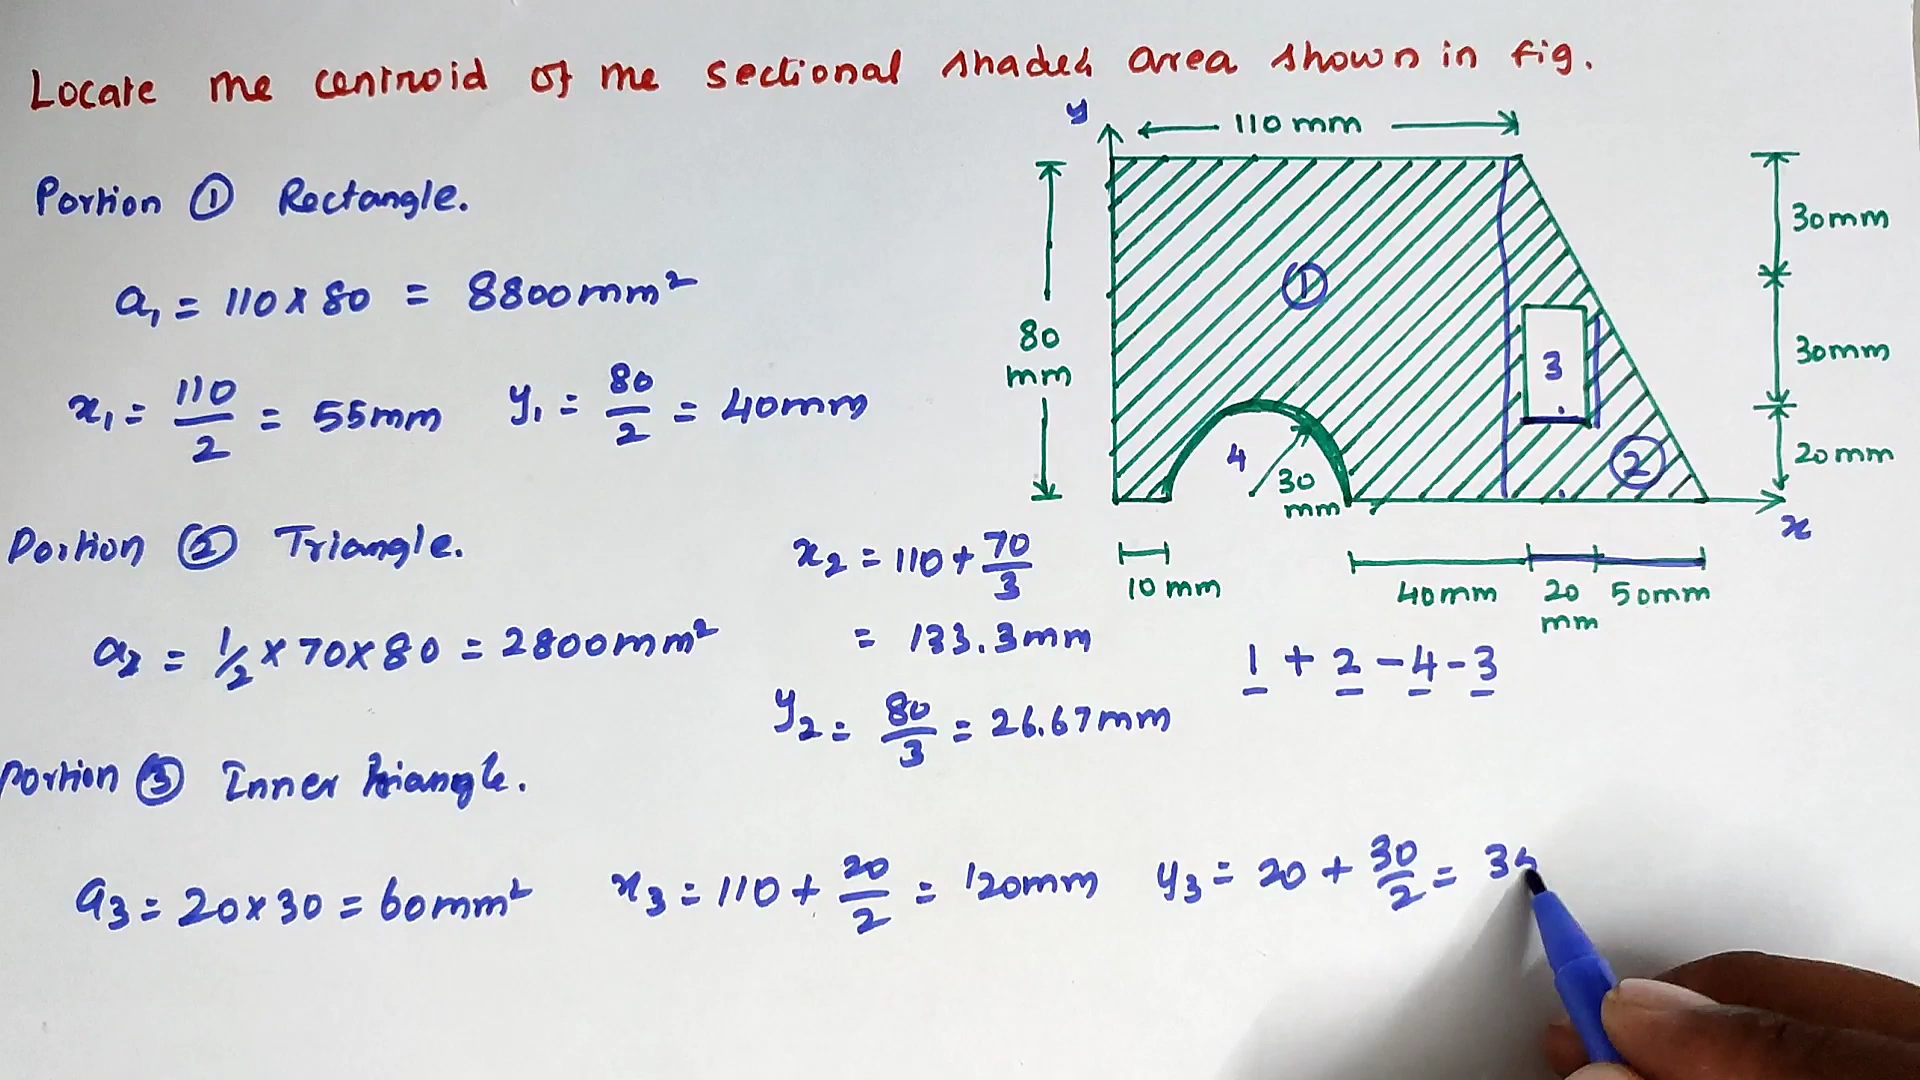 Locate the centroid of the sectional shaded area shown in fig.
Portion ① Rectangle.
a₁ = 110 x 80 = 8800mm²
x₁ = 110/2 = 55mm y₁ = 80/2 = 40mm
Portion ② Triangle.
a₂ = 1/2 x 70 x 80 = 2800mm²
x₂ = 110 + 70/3
= 133.3mm
y₂ = 80/3 = 26.67mm
Portion ③ Inner triangle.
a₃ = 20 x 30 = 60mm² x₃ = 110 + 20/2 = 120mm y₃ = 20 + 30/2 = 35
y
110 mm
80
mm
①
3
②
4
30
mm
x
30mm
30mm
20mm
10 mm
40mm
20
mm
50mm
1 + 2 - 4 - 3